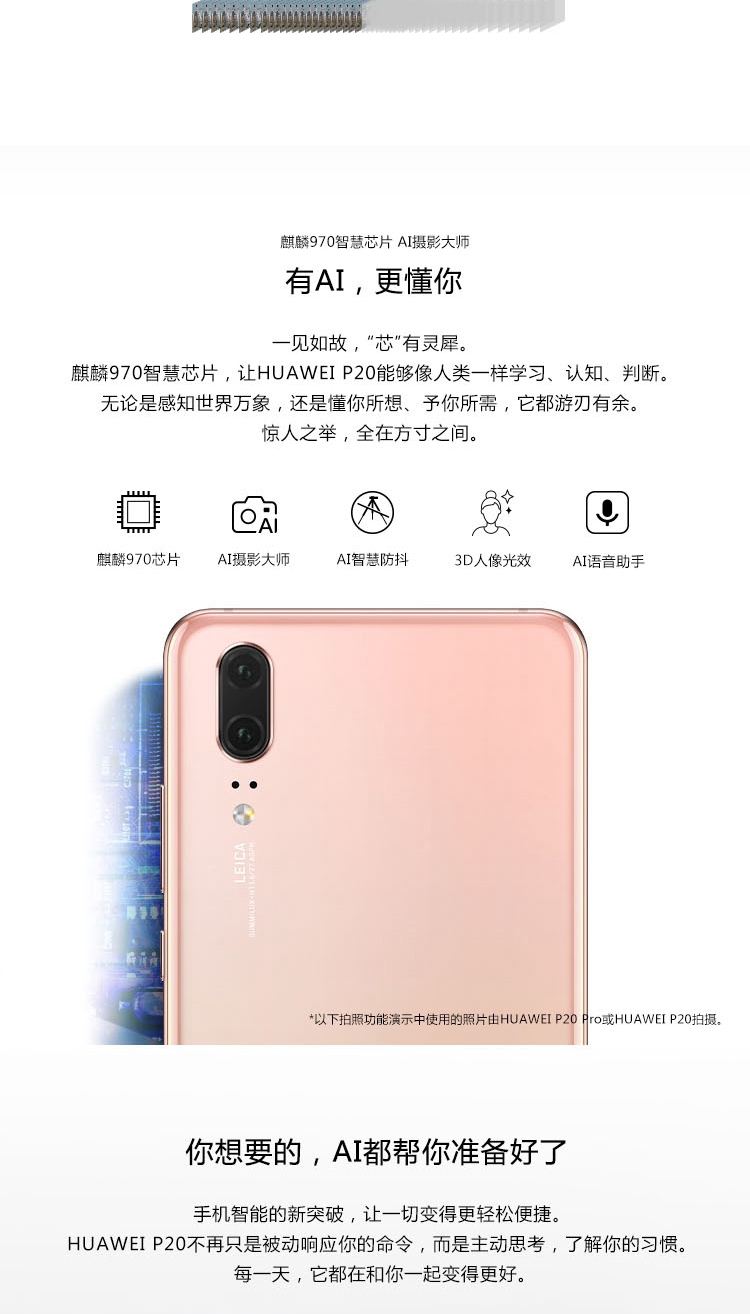 麒麟970智慧芯片 AI摄影大师
有AI，更懂你
一见如故，“芯”有灵犀。
麒麟970智慧芯片，让HUAWEI P20能够像人类一样学习、认知、判断。
无论是感知世界万象，还是懂你所想、予你所需，它都游刃有余。
惊人之举，全在方寸之间。
AI
麒麟970芯片 AI摄影大师 AI智慧防抖 3D人像光效 AI语音助手
LEICA
*以下拍照功能演示中使用的照片由HUAWEI P20 Pro或HUAWEI P20拍摄。
你想要的，AI都帮你准备好了
手机智能的新突破，让一切变得更轻松便捷。
HUAWEI P20不再只是被动响应你的命令，而是主动思考，了解你的习惯。
每一天，它都在和你一起变得更好。